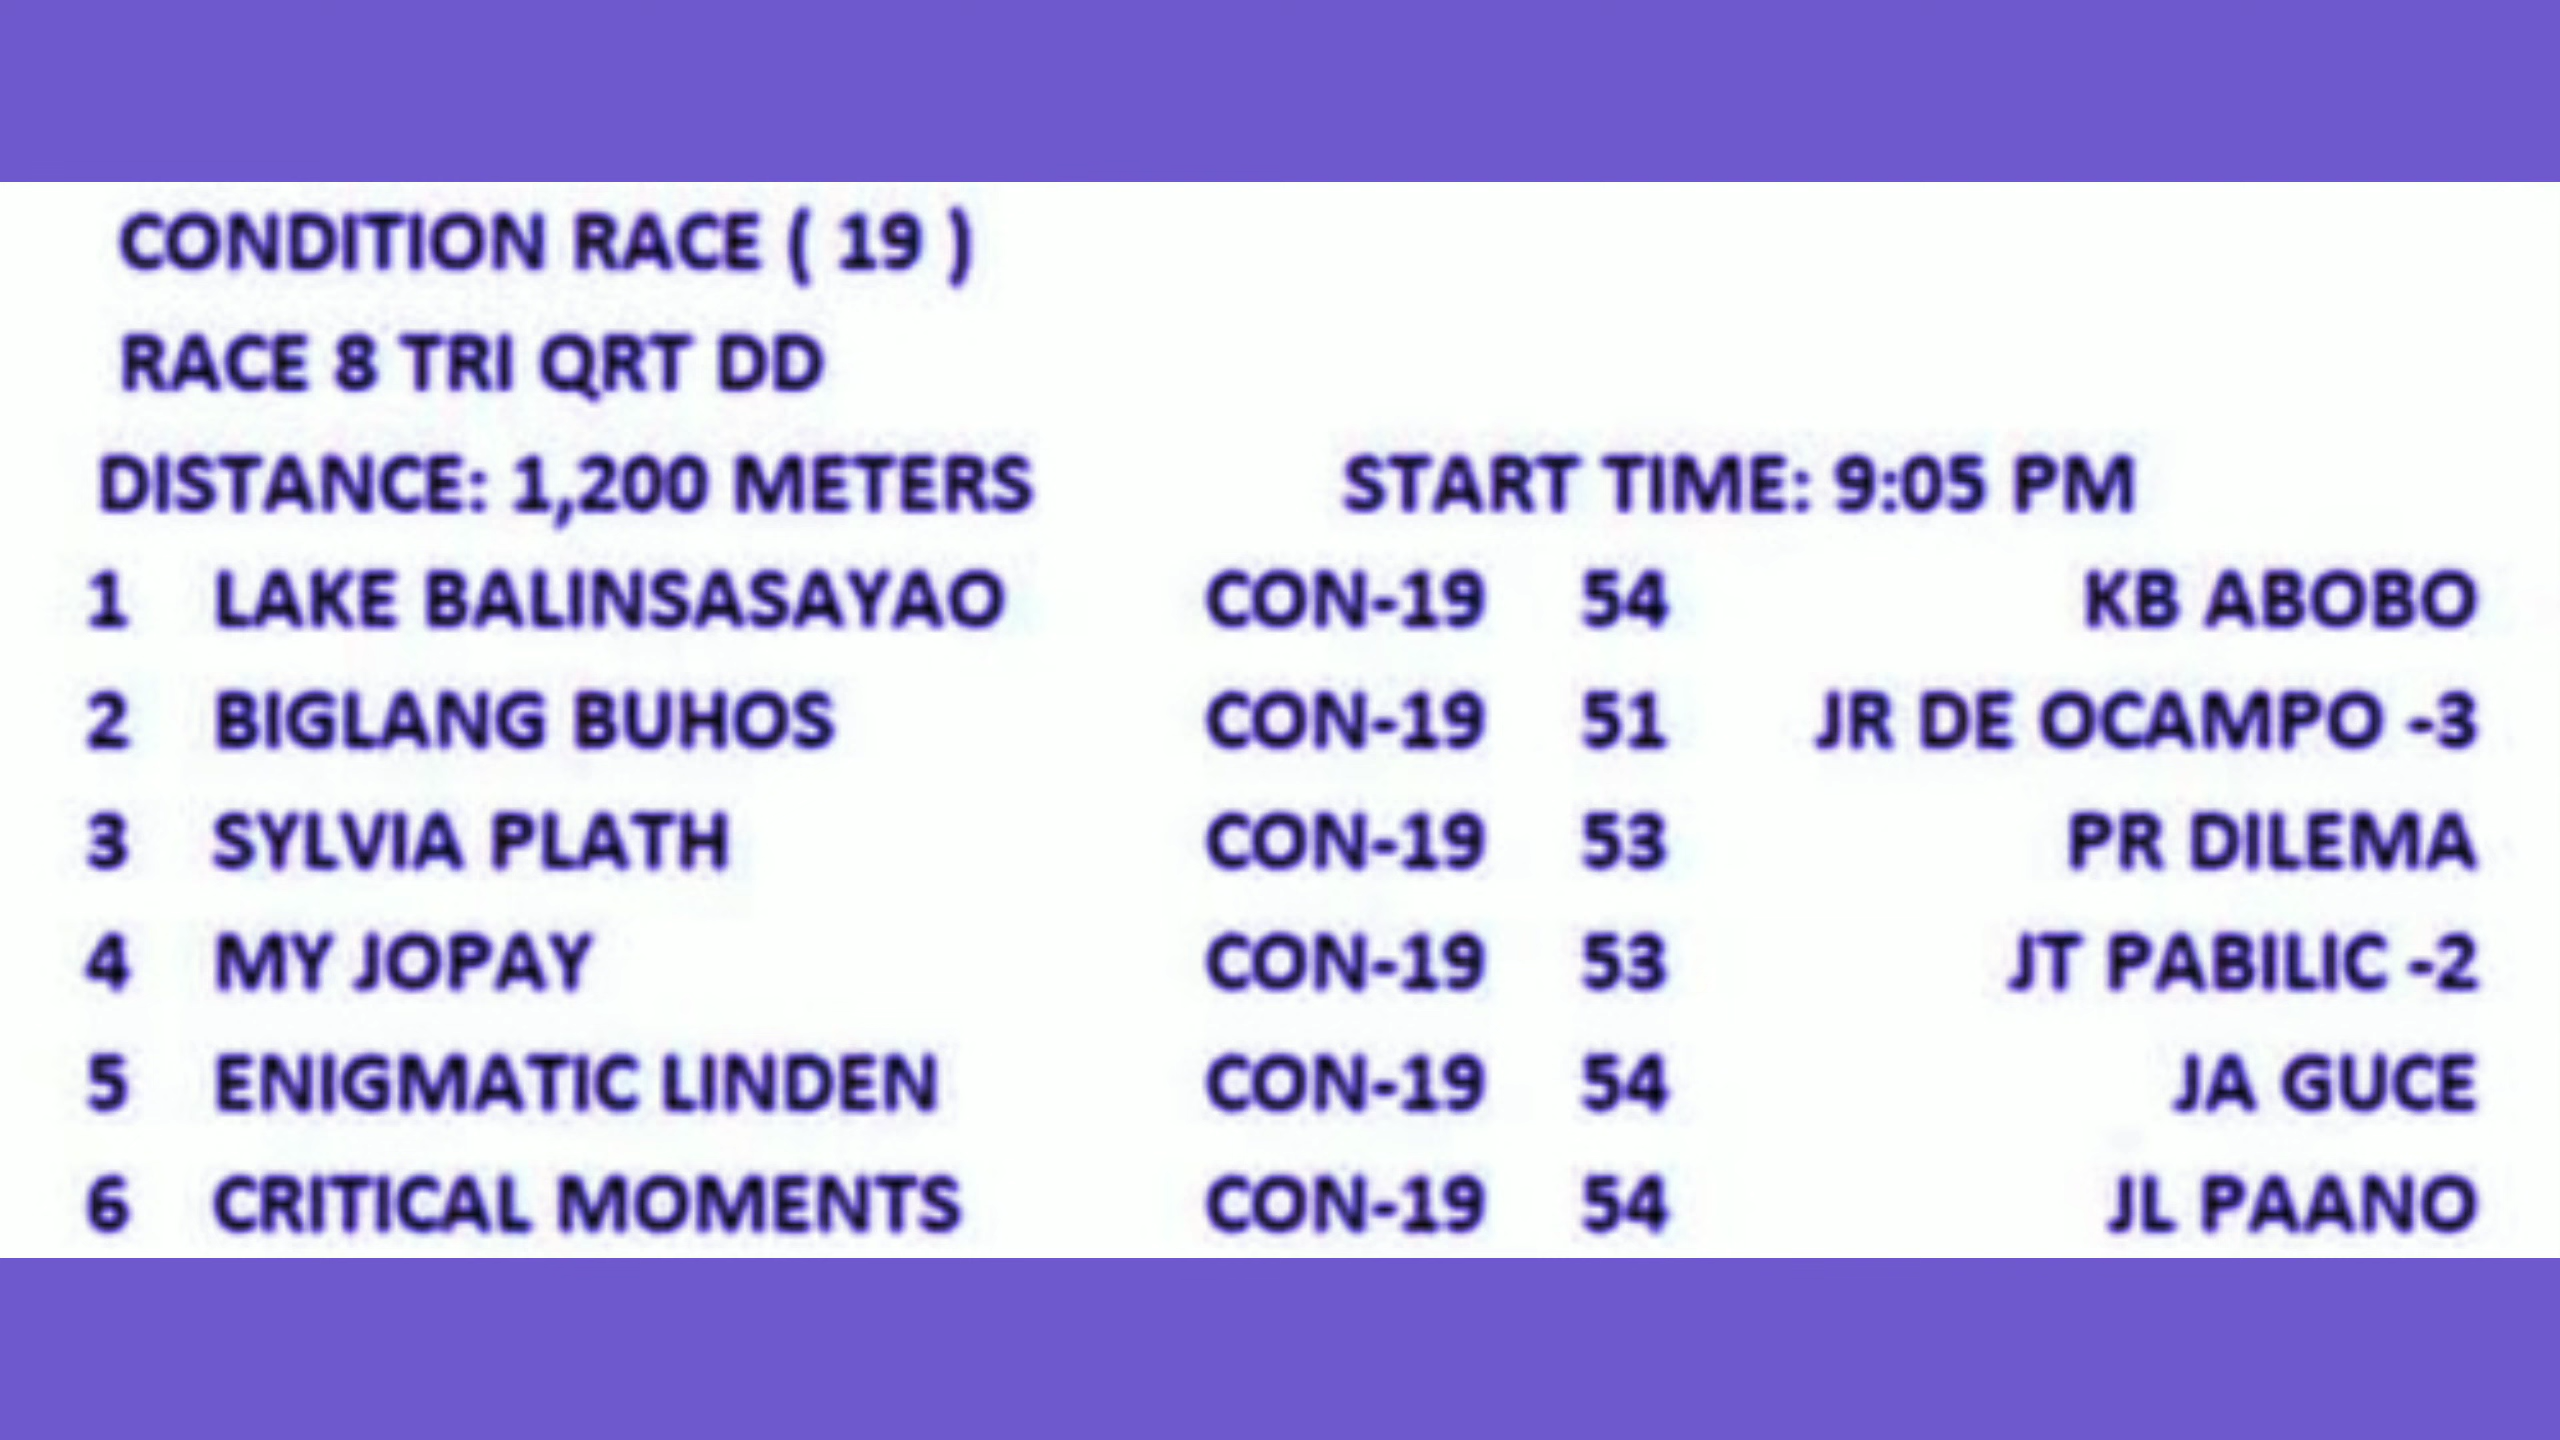 CONDITION RACE ( 19 )
RACE 8 TRI QRT DD
DISTANCE: 1,200 METERS START TIME: 9:05 PM
1 LAKE BALINSASAYAO CON-19 54 KB ABOBO
2 BIGLANG BUHOS CON-19 51 JR DE OCAMPO -3
3 SYLVIA PLATH CON-19 53 PR DILEMA
4 MY JOPAY CON-19 53 JT PABILIC -2
5 ENIGMATIC LINDEN CON-19 54 JA GUCE
6 CRITICAL MOMENTS CON-19 54 JL PAANO